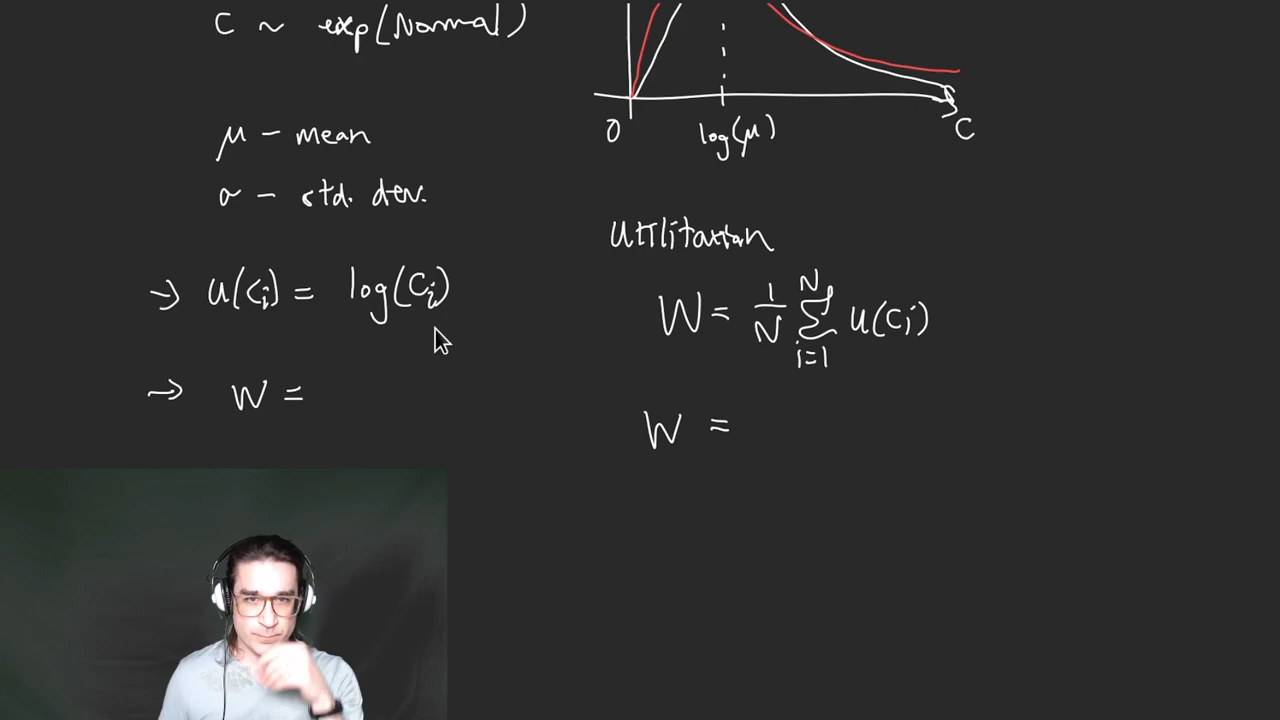 C ~ exp(Normal)
μ - mean
σ - std. dev.
→ u(Ci) = log(Ci)
→ W =
0 log(μ) C
Utilitarian
W = 1/N Σ_{i=1}^{N} u(Ci)
W =